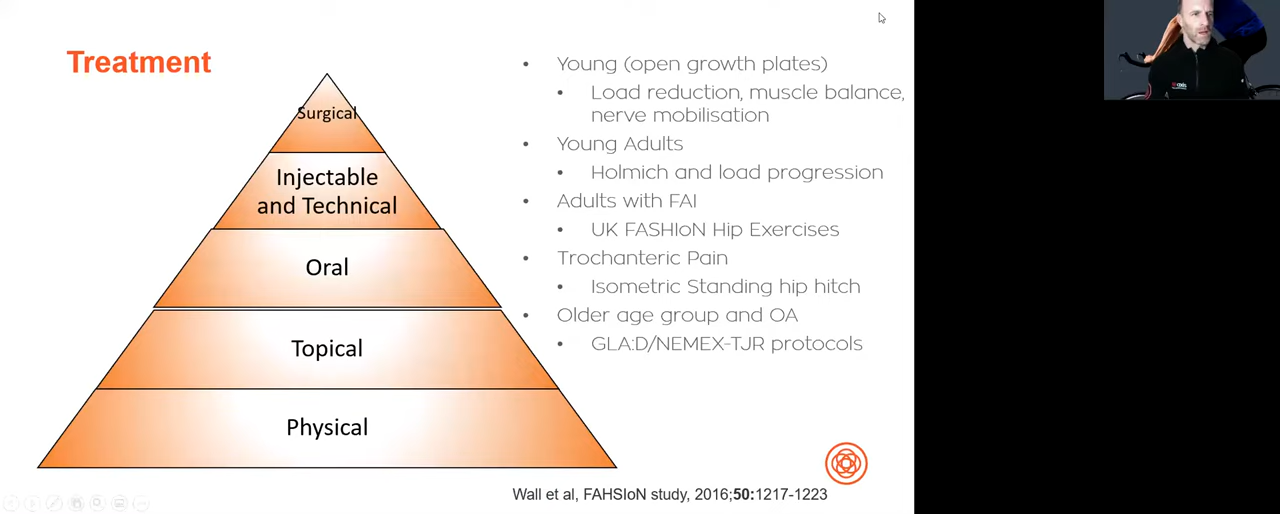 Treatment
Surgical
Injectable
and Technical
Oral
Topical
Physical
• Young (open growth plates)
• Load reduction, muscle balance,
nerve mobilisation
• Young Adults
• Holmich and load progression
• Adults with FAI
• UK FASHIoN Hip Exercises
• Trochanteric Pain
• Isometric Standing hip hitch
• Older age group and OA
• GLA:D/NEMEX-TJR protocols
Wall et al, FAHSIoN study, 2016;50:1217-1223